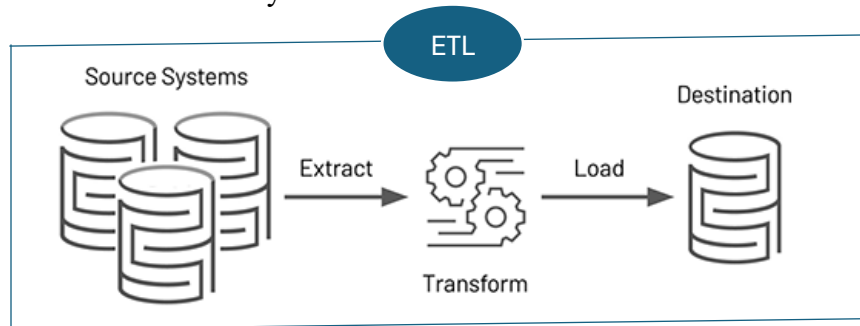 ETL
Source Systems
Destination
Extract
Load
Transform